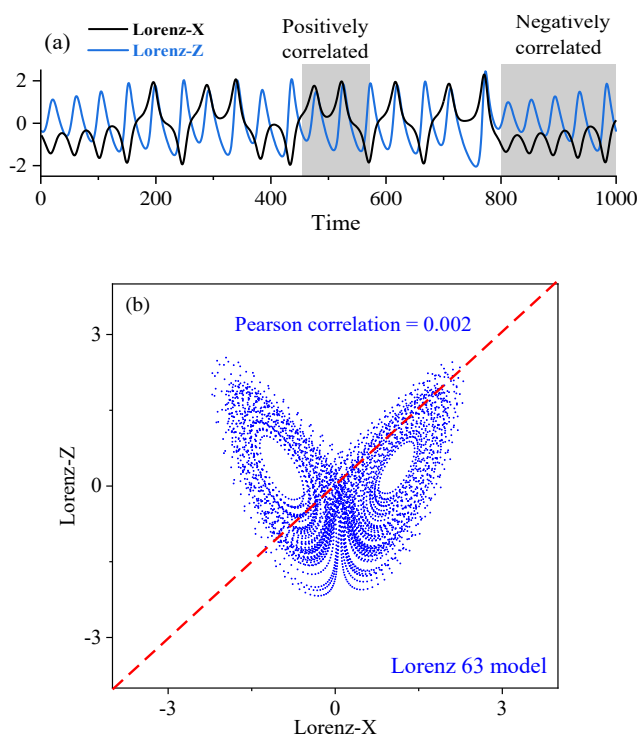 (a)
Lorenz-X
Lorenz-Z
Positively
correlated
Negatively
correlated
2
0
-2
0 200 400 600 800 1000
Time
(b)
Pearson correlation = 0.002
3
0
-3
Lorenz-Z
Lorenz 63 model
-3 0 3
Lorenz-X